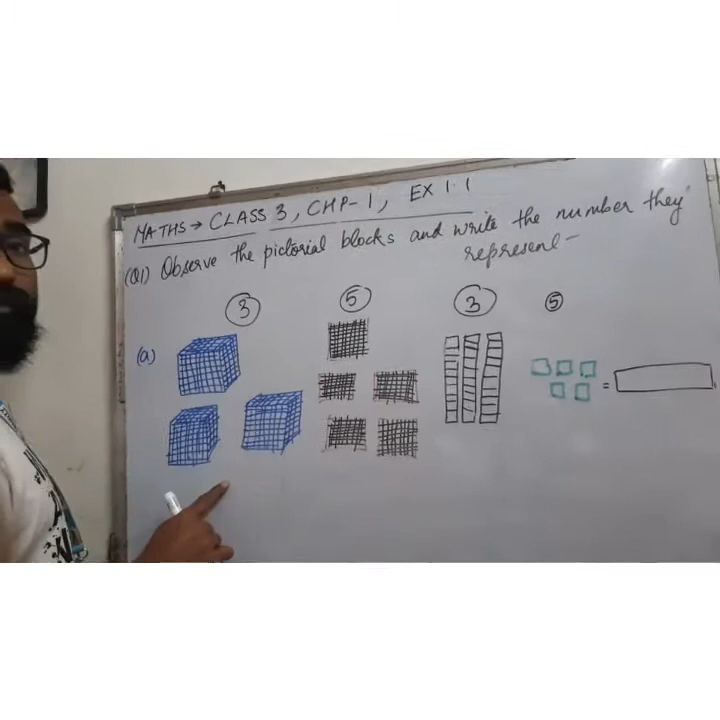 MATHS → CLASS 3, CHP-1, EX 1.1
(Q1) Observe the pictorial blocks and write the number they
represent-
3 5 3 5
(a)
=